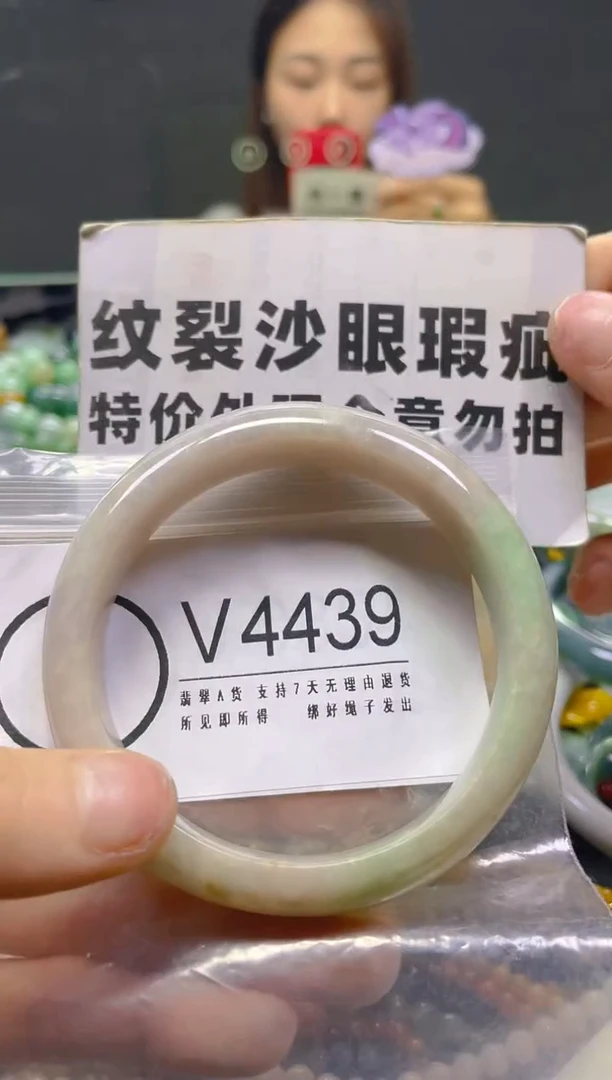 纹裂沙眼瑕疵
特价 意勿拍
V4439
翡翠A货 支持7天无理由退货
所见即所得 绑好绳子发出